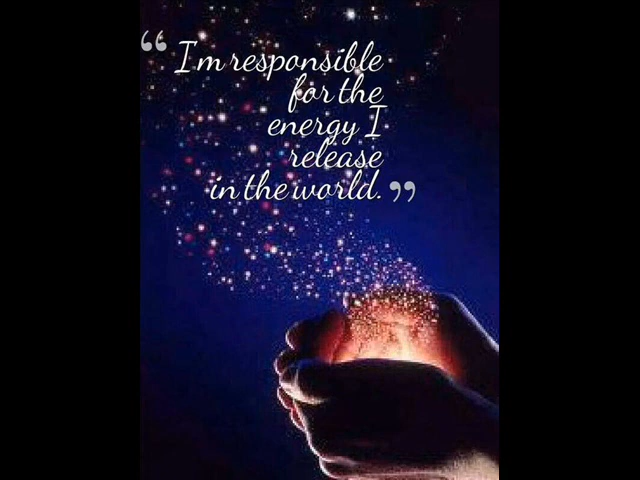 “ I'm responsible
for the
energy I
release
in the world. ”